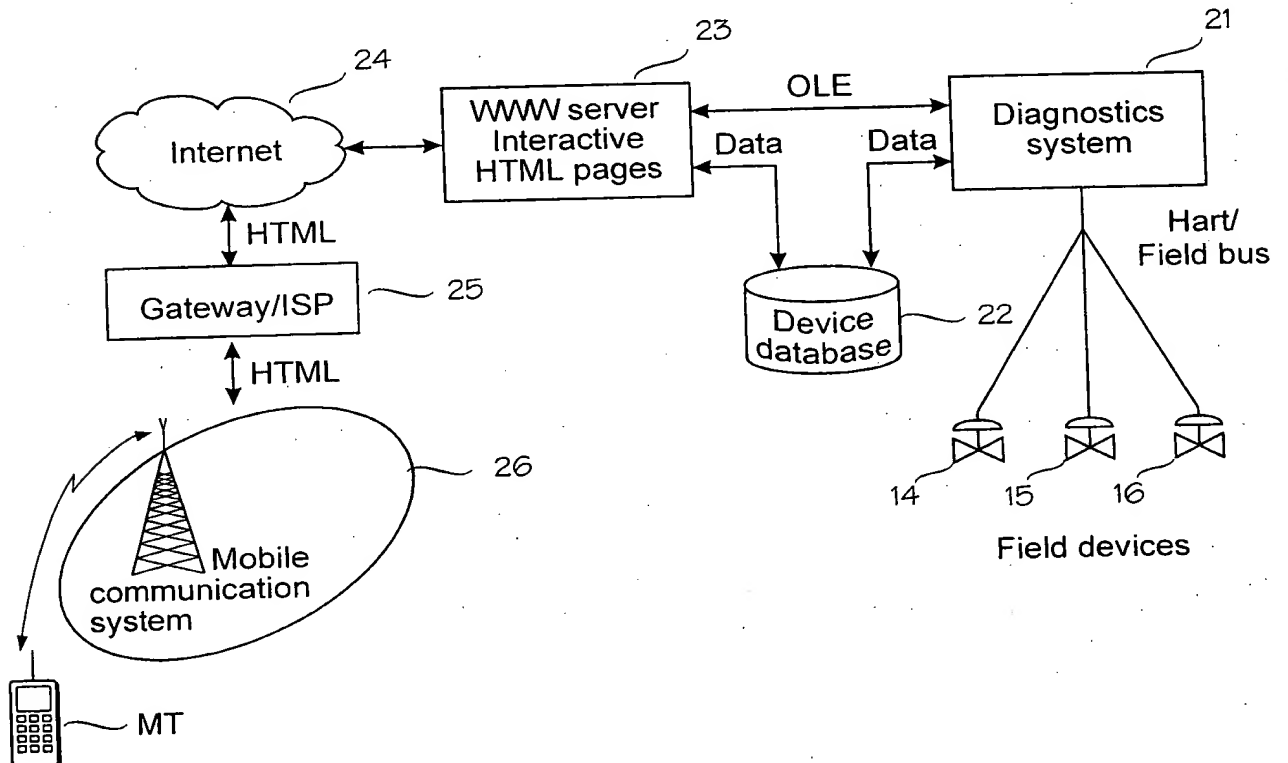 21
23
24
OLE
WWW server
Interactive
HTML pages
Diagnostics
system
Internet
Data
Data
HTML
Hart/
Field bus
Gateway/ISP
25
Device
database
22
HTML
26
14
15
16
Field devices
Mobile
communication
system
MT